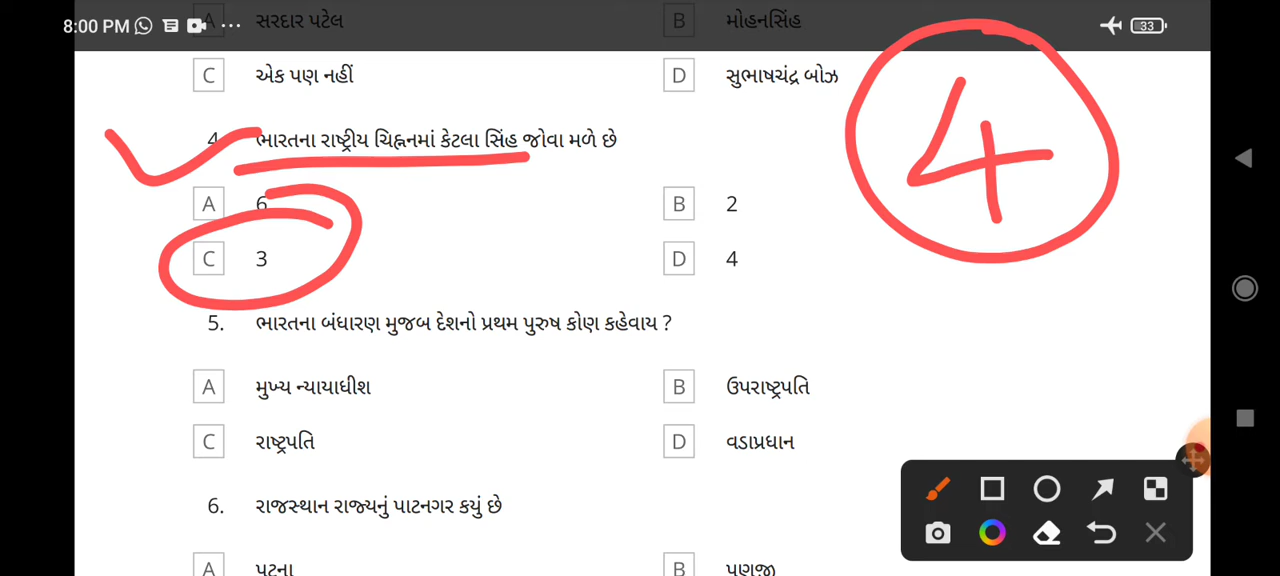 8:00 PM ... 33
A સરદાર પટેલ B મોહનસિંહ
C એક પણ નહીં D સુભાષચંદ્ર બોઝ
4. ભારતના રાષ્ટ્રીય ચિહ્નનમાં કેટલા સિંહ જોવા મળે છે
4
A 6 B 2
C 3 D 4
5. ભારતના બંધારણ મુજબ દેશનો પ્રથમ પુરુષ કોણ કહેવાય ?
A મુખ્ય ન્યાયાધીશ B ઉપરાષ્ટ્રપતિ
C રાષ્ટ્રપતિ D વડાપ્રધાન
6. રાજસ્થાન રાજ્યનું પાટનગર કયું છે
A પટના B પણજી